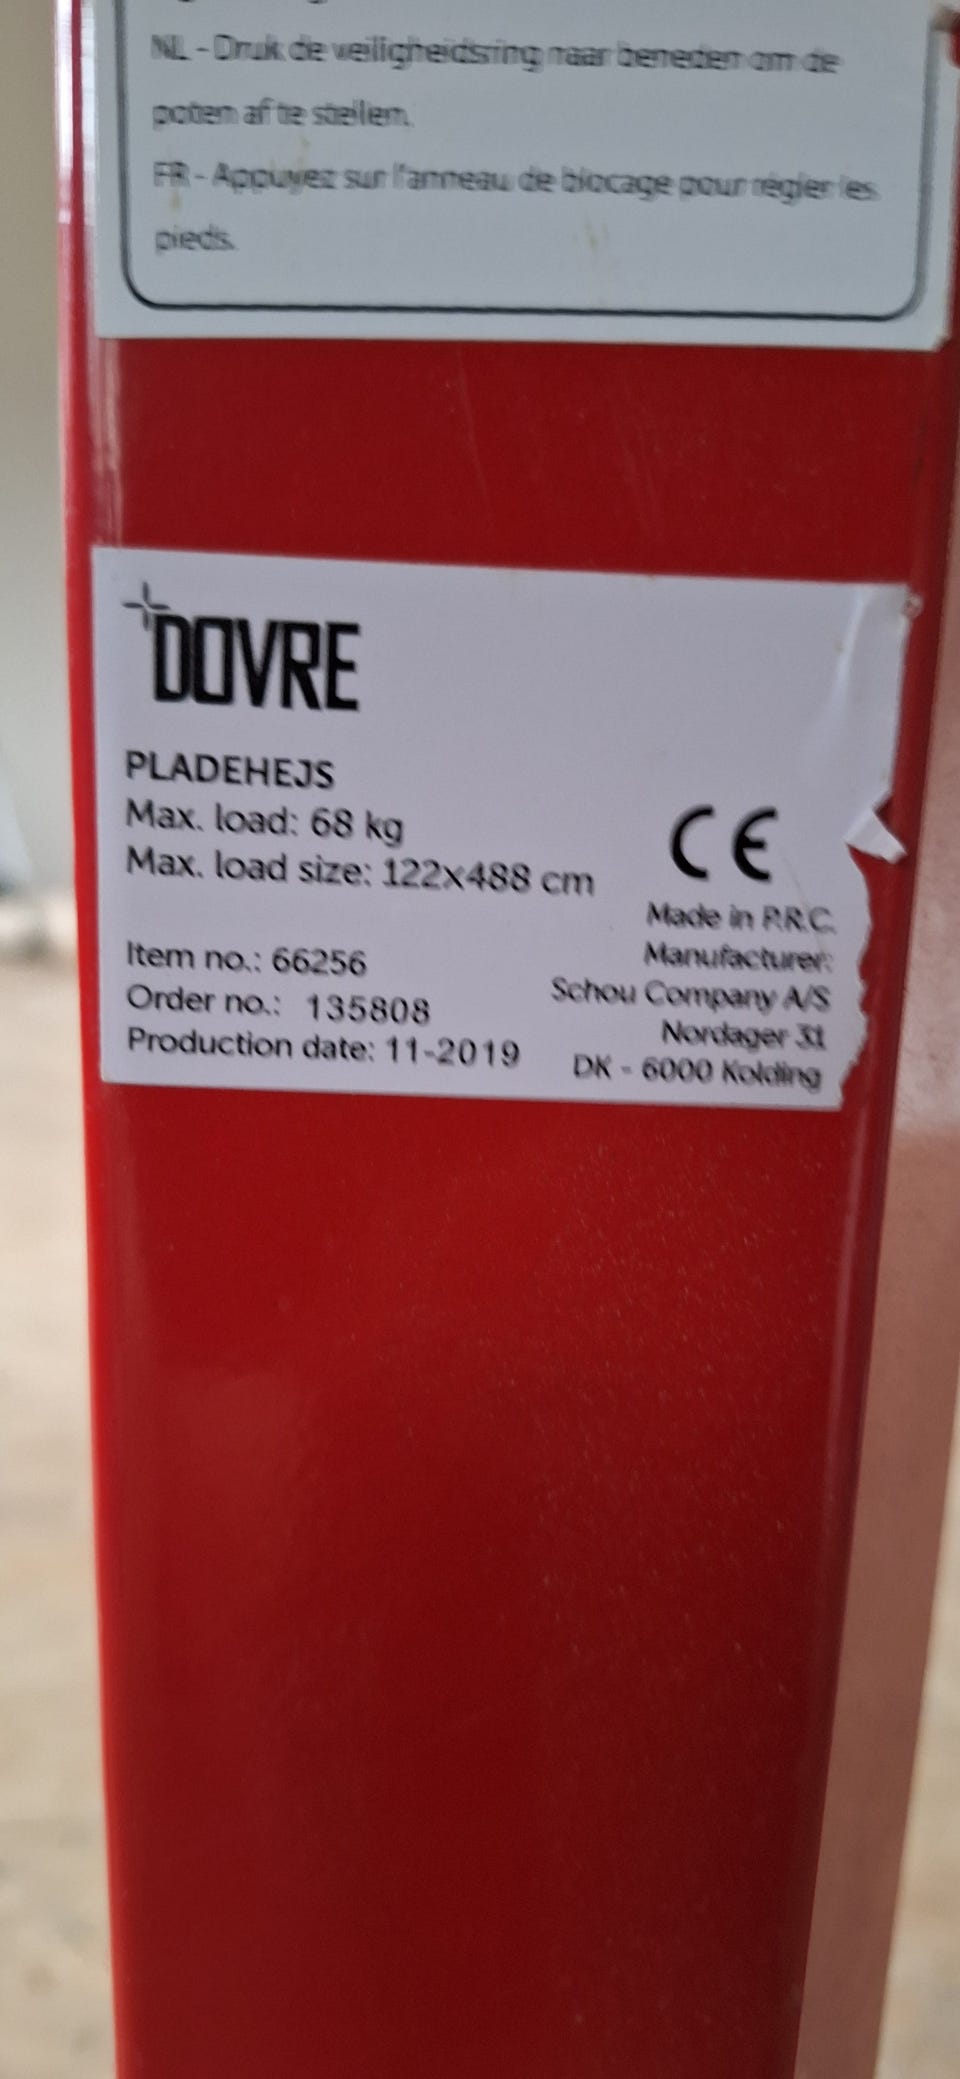 NL - Druk de veiligheidsring naar beneden om de
poten af te stellen.
FR - Appuyez sur l'anneau de blocage pour régler les
pieds.
DOVRE
PLADEHEJS
Max. load: 68 kg
Max. load size: 122x488 cm
CE
Made in P.R.C.
Manufacturer:
Schou Company A/S
Nordager 31
DK - 6000 Kolding
Item no.: 66256
Order no.: 135808
Production date: 11-2019